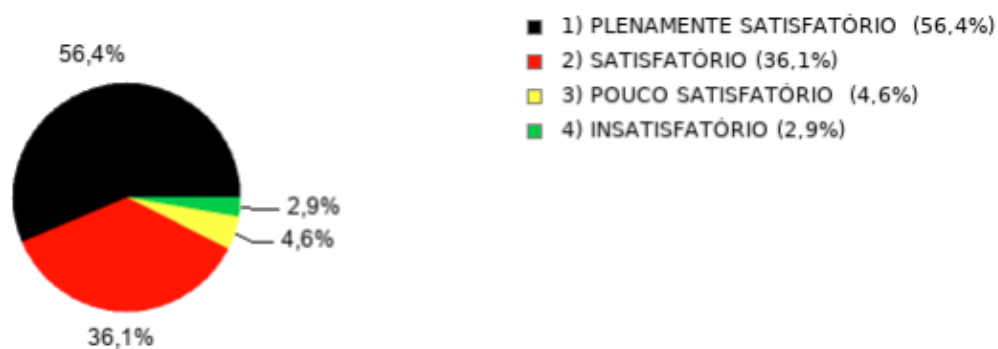 56,4%
2,9%
4,6%
36,1%
1) PLENAMENTE SATISFATÓRIO (56,4%)
2) SATISFATÓRIO (36,1%)
3) POUCO SATISFATÓRIO (4,6%)
4) INSATISFATÓRIO (2,9%)